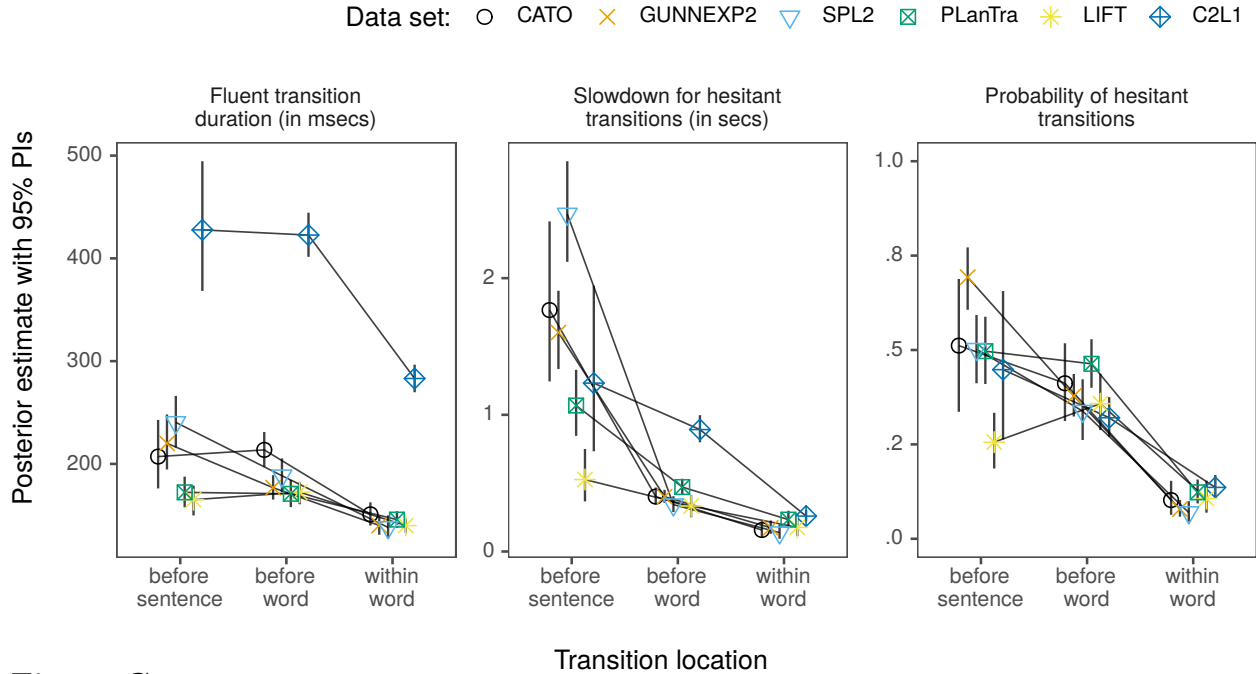 Data set: CATO GUNNEXP2 SPL2 PLanTra LIFT C2L1
Fluent transition
duration (in msecs)
Slowdown for hesitant
transitions (in secs)
Probability of hesitant
transitions
Posterior estimate with 95% PIs
500
400
300
200
2
1
0
1.0
.8
.5
.2
.0
before
sentence
before
word
within
word
before
sentence
before
word
within
word
before
sentence
before
word
within
word
Transition location